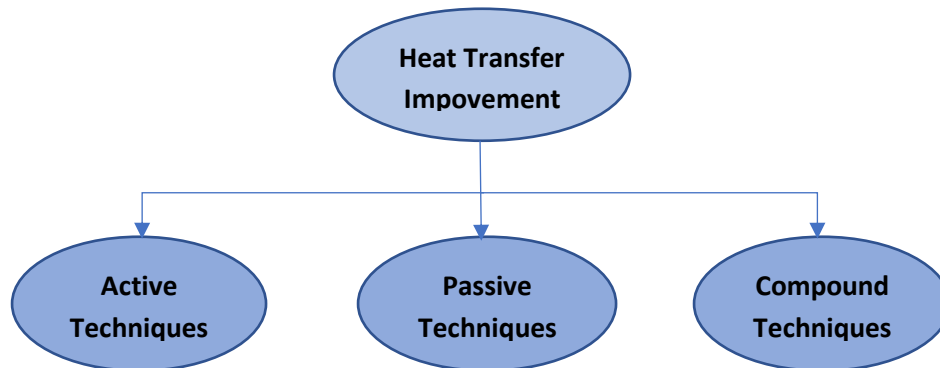 Heat Transfer
Impovement
Active
Techniques
Passive
Techniques
Compound
Techniques